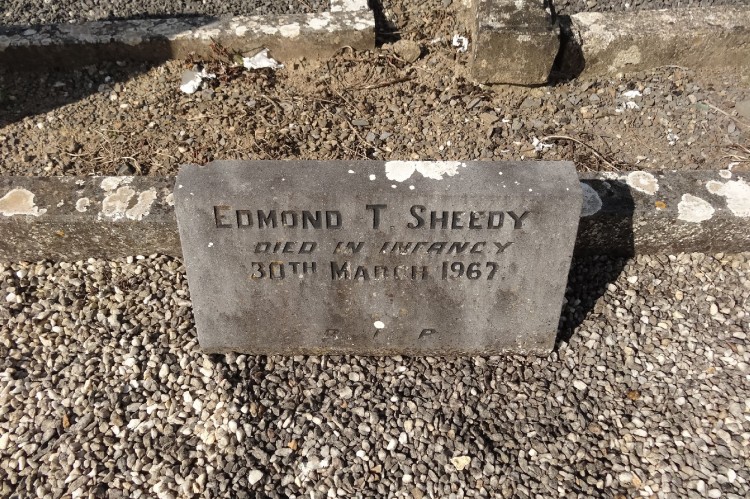 EDMOND T SHEEDY
DIED IN INFANCY
30TH MARCH 1967
R I P